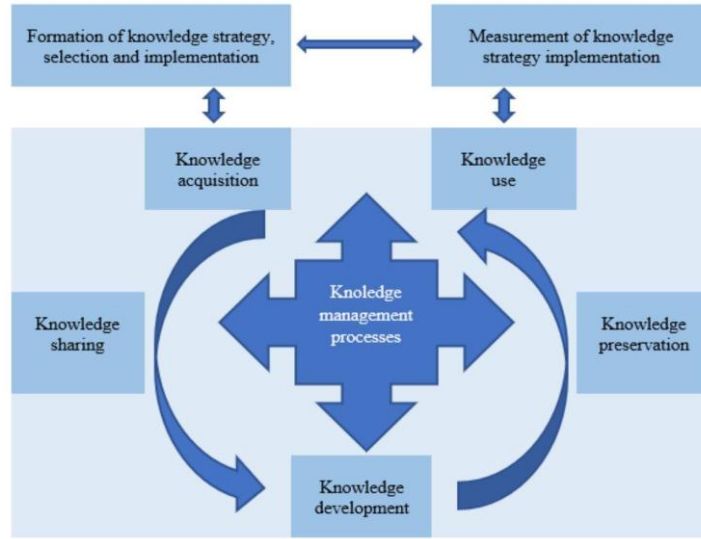 Formation of knowledge strategy,
selection and implementation
Measurement of knowledge
strategy implementation
Knowledge
acquisition
Knowledge
use
Knowledge
sharing
Knoledge
management
processes
Knowledge
preservation
Knowledge
development